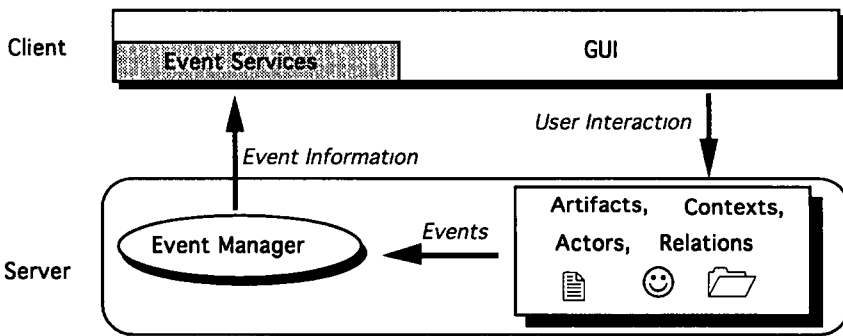 Client
GUI
Event Services
User Interaction
Event Information
Artifacts, Contexts,
Actors, Relations
Event Manager
Events
Server